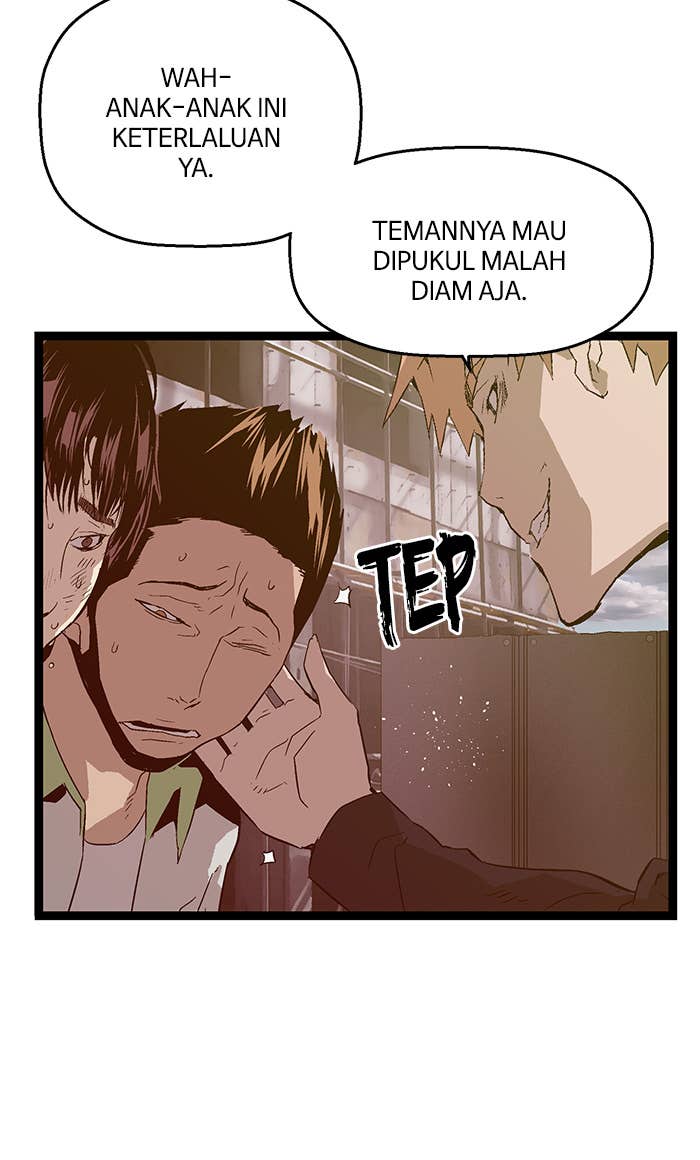 WAH-
ANAK-ANAK INI
KETERLALUAN
YA.
TEMANNYA MAU
DIPUKUL MALAH
DIAM AJA.
TEP